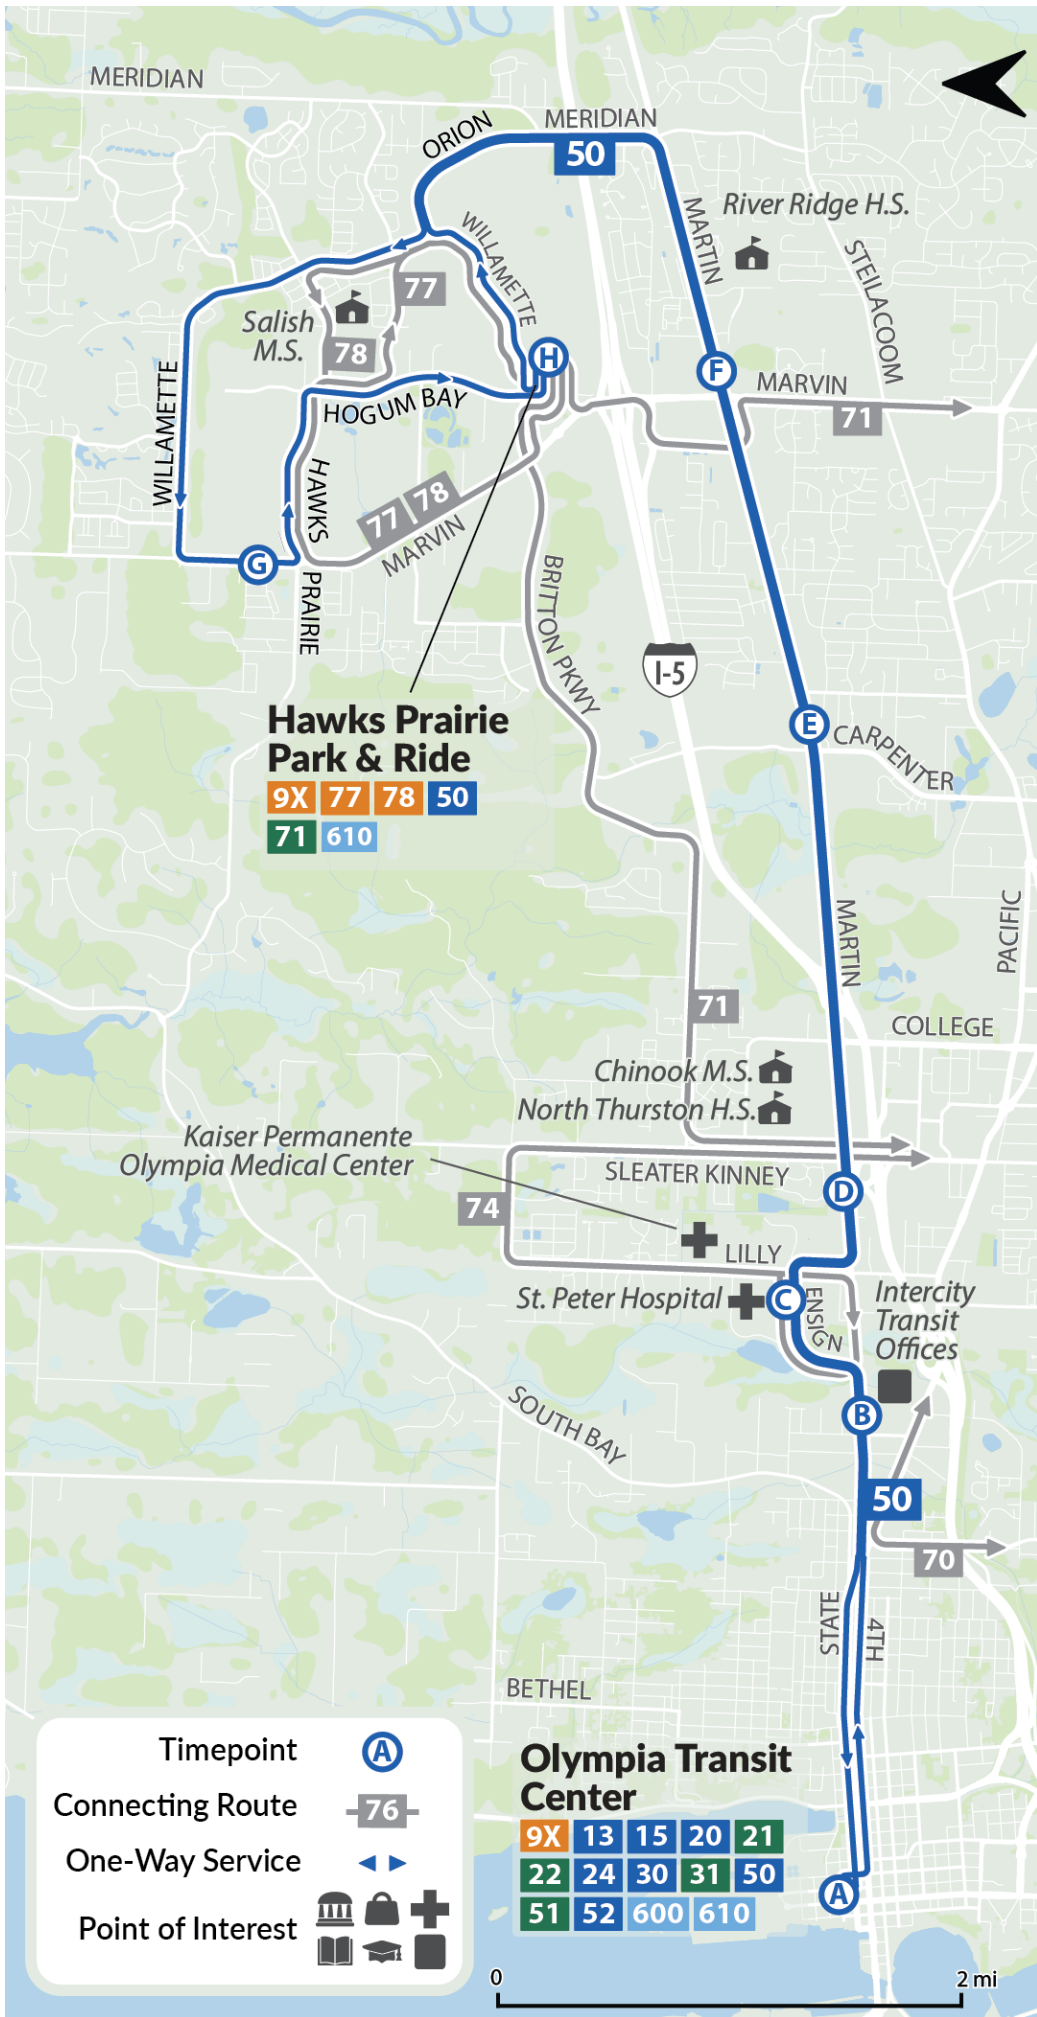 MERIDIAN
ORION
MERIDIAN
50
MARTIN
River Ridge H.S.
WILLAMETTE
STEILACOOM
77
Salish
M.S.
78
H
F
MARVIN
71
WILLAMETTE
HOGUM BAY
HAWKS
PRAIRIE
77
78
MARVIN
G
BRITTON PKWY
I-5
Hawks Prairie
Park & Ride
9X 77 78 50
71 610
E
CARPENTER
MARTIN
PACIFIC
71
COLLEGE
Chinook M.S.
North Thurston H.S.
Kaiser Permanente
Olympia Medical Center
SLEATER KINNEY
D
74
LILLY
St. Peter Hospital
C
ENSIGN
Intercity
Transit
Offices
B
SOUTH BAY
50
70
STATE
4TH
BETHEL
Olympia Transit
Center
9X 13 15 20 21
22 24 30 31 50
51 52 600 610
A
Timepoint A
Connecting Route 76
One-Way Service
Point of Interest
0 2 mi